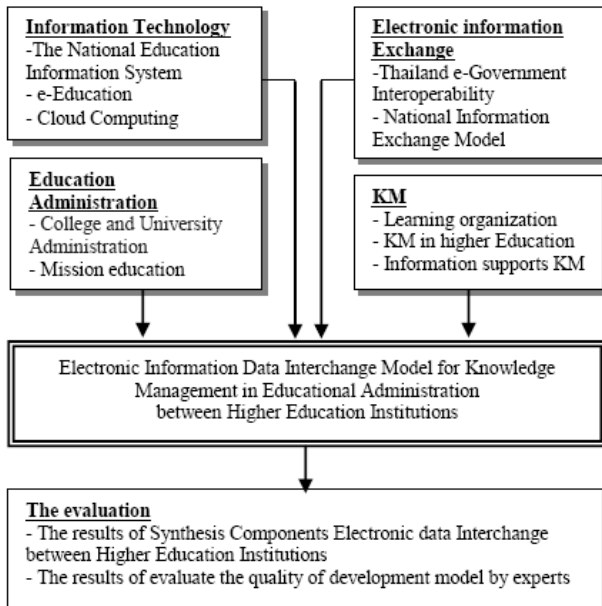 Information Technology
-The National Education
Information System
- e-Education
- Cloud Computing
Electronic information
Exchange
-Thailand e-Government
Interoperability
- National Information
Exchange Model
Education
Administration
- College and University
Administration
- Mission education
KM
- Learning organization
- KM in higher Education
- Information supports KM
Electronic Information Data Interchange Model for Knowledge
Management in Educational Administration
between Higher Education Institutions
The evaluation
- The results of Synthesis Components Electronic data Interchange
between Higher Education Institutions
- The results of evaluate the quality of development model by experts